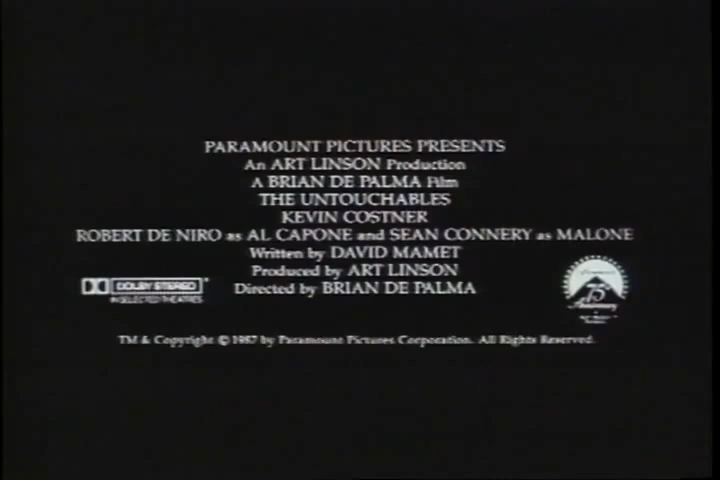 PARAMOUNT PICTURES PRESENTS
An ART LINSON Production
A BRIAN DE PALMA Film
THE UNTOUCHABLES
KEVIN COSTNER
ROBERT DE NIRO as AL CAPONE and SEAN CONNERY as MALONE
Written by DAVID MAMET
Produced by ART LINSON
Directed by BRIAN DE PALMA
DOLBY STEREO
IN SELECTED THEATRES
Paramount
75th
Anniversary
TM & Copyright © 1987 by Paramount Pictures Corporation. All Rights Reserved.